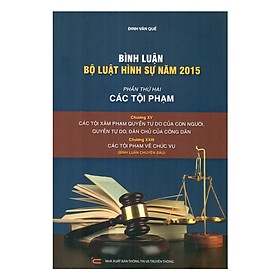 ĐINH VĂN QUẾ
BÌNH LUẬN
BỘ LUẬT HÌNH SỰ NĂM 2015
PHẦN THỨ HAI
CÁC TỘI PHẠM
Chương XV
CÁC TỘI XÂM PHẠM QUYỀN TỰ DO CỦA CON NGƯỜI,
QUYỀN TỰ DO, DÂN CHỦ CỦA CÔNG DÂN
Chương XXIII
CÁC TỘI PHẠM VỀ CHỨC VỤ
(BÌNH LUẬN CHUYÊN SÂU)
NHÀ XUẤT BẢN THÔNG TIN VÀ TRUYỀN THÔNG